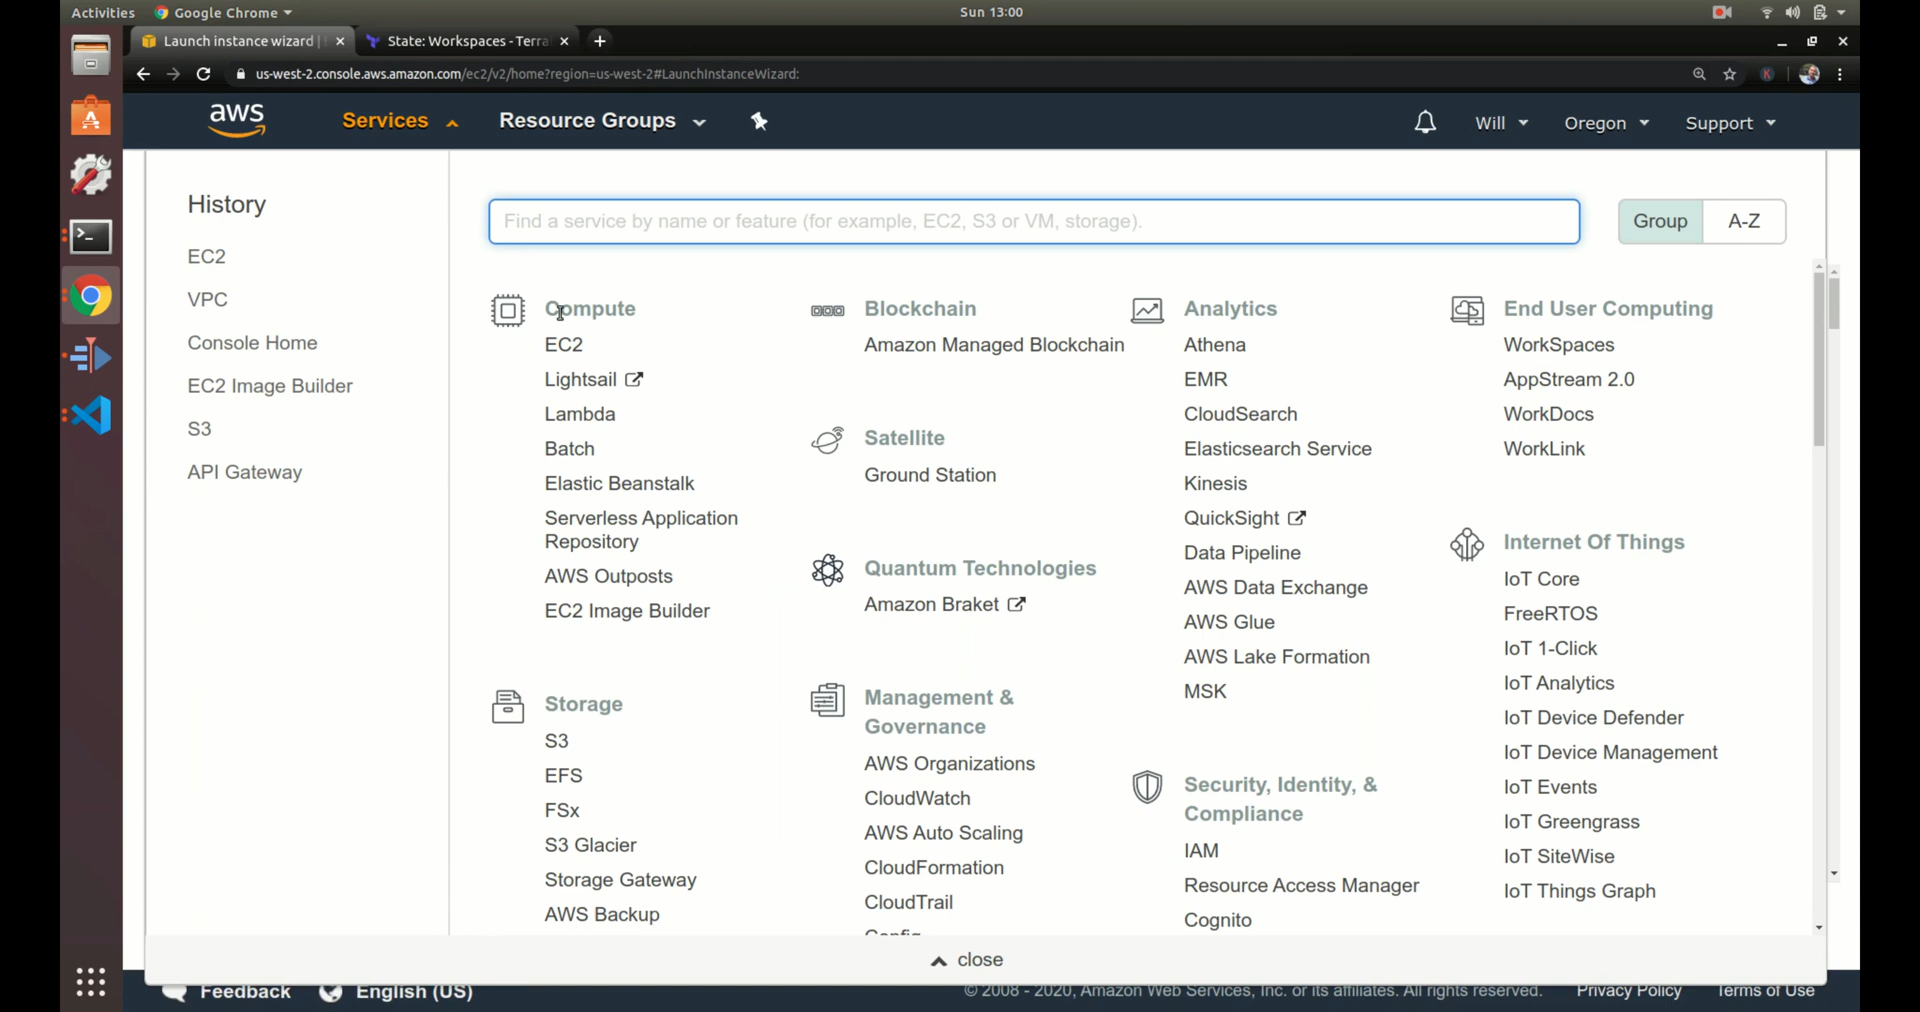 Activities
Google Chrome
Sun 13:00
Launch instance wizard |
State: Workspaces - Terra
us-west-2.console.aws.amazon.com/ec2/v2/home?region=us-west-2#LaunchInstanceWizard:
K
aws
Services
Resource Groups
Will
Oregon
Support
History
EC2
VPC
Console Home
EC2 Image Builder
S3
API Gateway
Find a service by name or feature (for example, EC2, S3 or VM, storage).
Group
A-Z
Compute
EC2
Lightsail
Lambda
Batch
Elastic Beanstalk
Serverless Application
Repository
AWS Outposts
EC2 Image Builder
Storage
S3
EFS
FSx
S3 Glacier
Storage Gateway
AWS Backup
Blockchain
Amazon Managed Blockchain
Satellite
Ground Station
Quantum Technologies
Amazon Braket
Management &
Governance
AWS Organizations
CloudWatch
AWS Auto Scaling
CloudFormation
CloudTrail
Config
Analytics
Athena
EMR
CloudSearch
Elasticsearch Service
Kinesis
QuickSight
Data Pipeline
AWS Data Exchange
AWS Glue
AWS Lake Formation
MSK
Security, Identity, &
Compliance
IAM
Resource Access Manager
Cognito
End User Computing
WorkSpaces
AppStream 2.0
WorkDocs
WorkLink
Internet Of Things
IoT Core
FreeRTOS
IoT 1-Click
IoT Analytics
IoT Device Defender
IoT Device Management
IoT Events
IoT Greengrass
IoT SiteWise
IoT Things Graph
close
Feedback
English (US)
© 2008 - 2020, Amazon Web Services, Inc. or its affiliates. All rights reserved.
Privacy Policy
Terms of Use